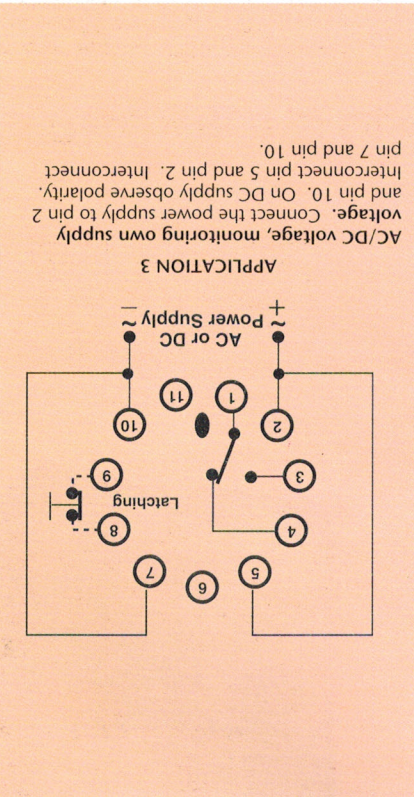 6
5 7
4 8
Latching
3 9
2 10
1 11
AC or DC
~ Power Supply ~
+ −
APPLICATION 3
AC/DC voltage, monitoring own supply
voltage. Connect the power supply to pin 2
and pin 10. On DC supply observe polarity.
Interconnect pin 5 and pin 2. Interconnect
pin 7 and pin 10.